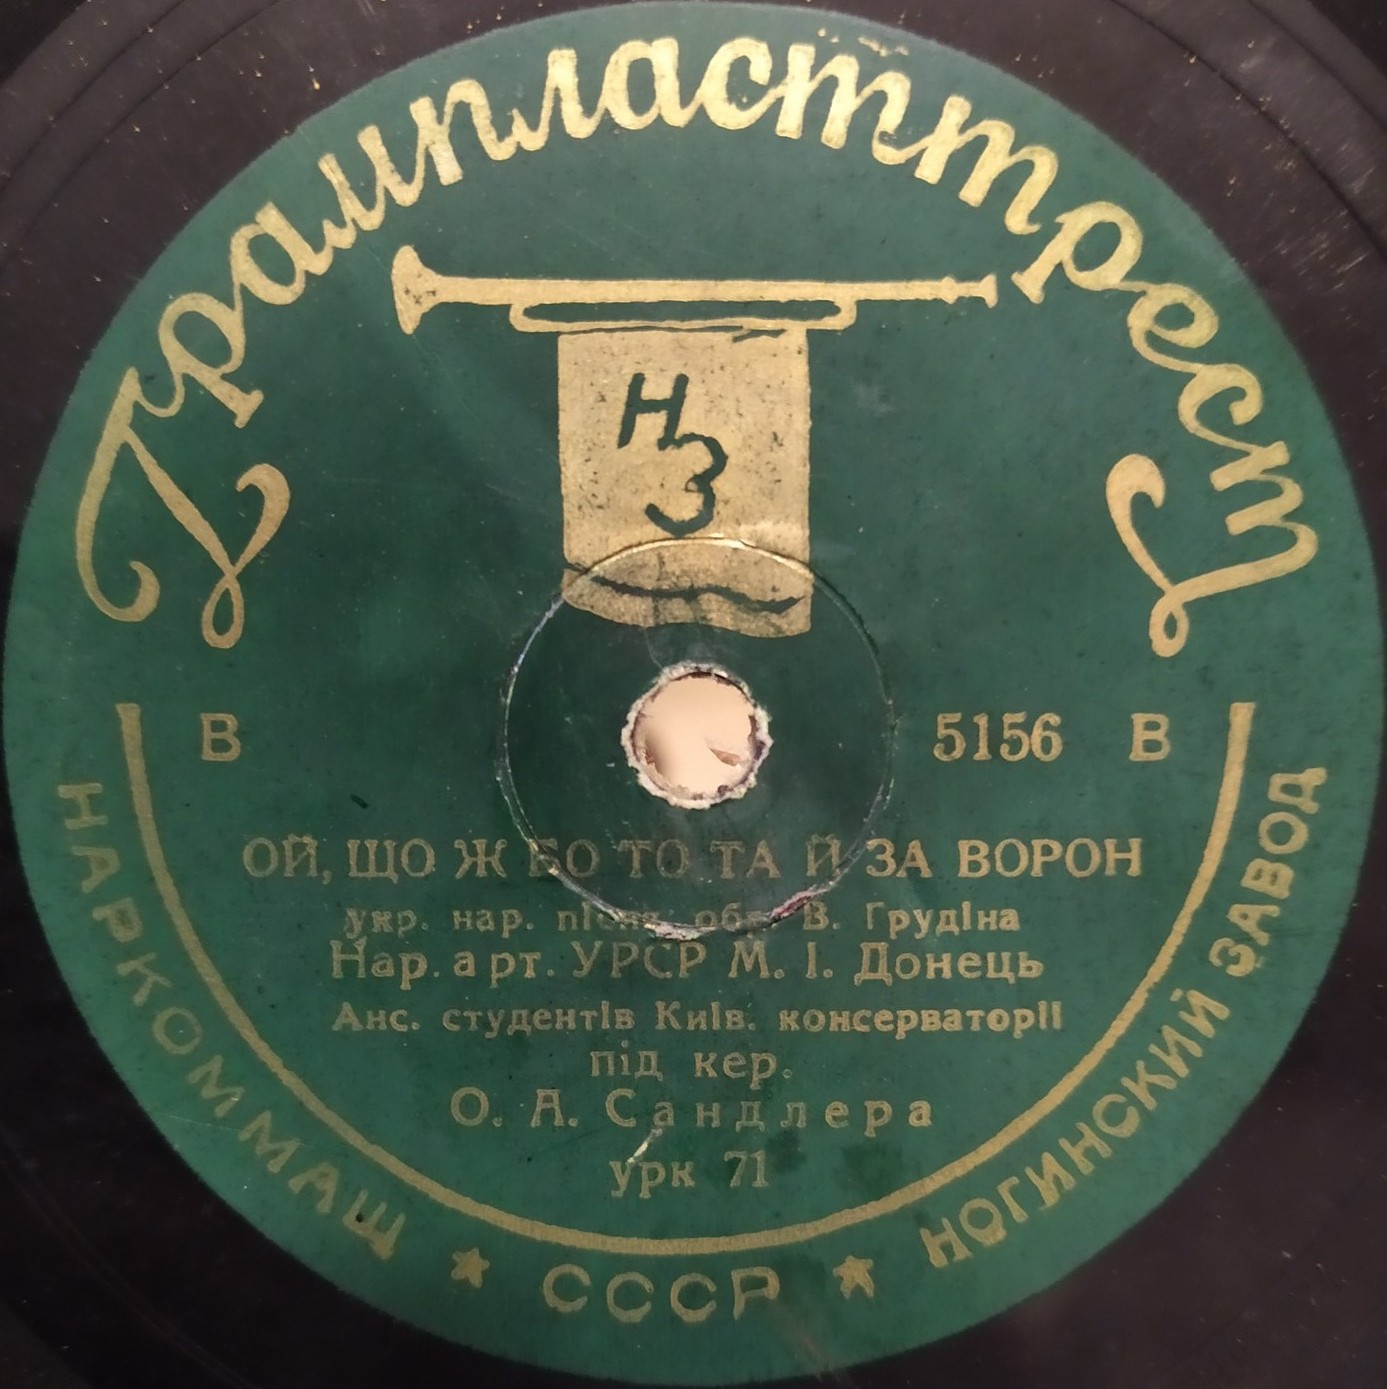 Грампласттрест
НЗ
В 5156 В
ОЙ, ЩО Ж БО ТО ТА Й ЗА ВОРОН
укр. нар. пісня обр. В. Грудіна
Нар. арт. УРСР М. І. Донець
Анс. студентів Київ. консерваторії
під кер.
О. А. Сандлера
урк 71
НАРКОММАШ ★ СССР ★ НОГИНСКИЙ ЗАВОД